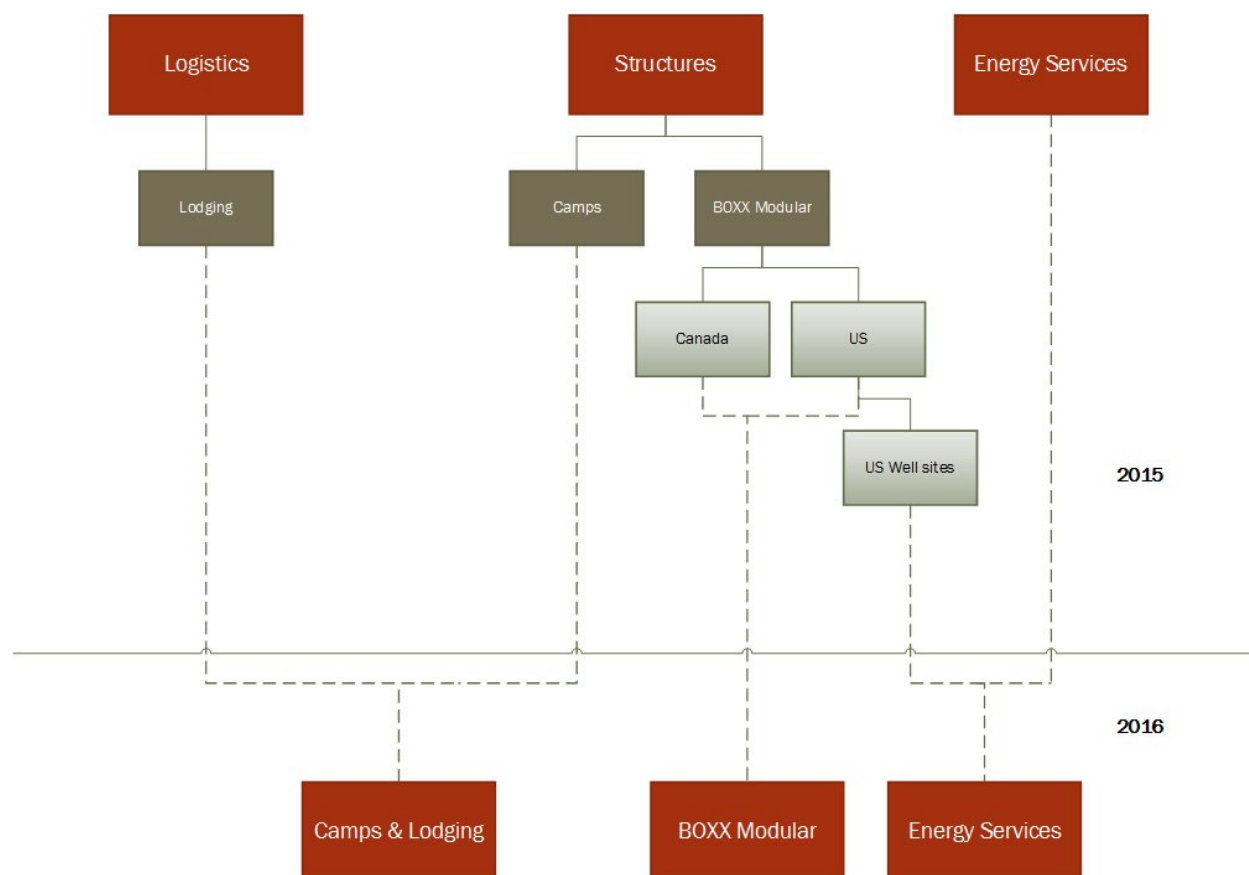 Logistics
Structures
Energy Services
Lodging
Camps
BOXX Modular
Canada
US
US Well sites
2015
2016
Camps & Lodging
BOXX Modular
Energy Services